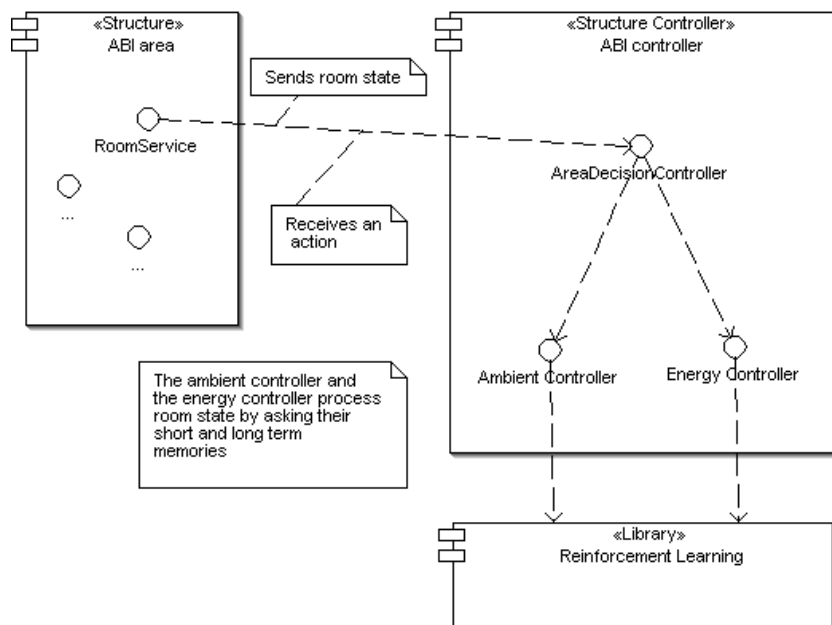 «Structure»
ABI area
RoomService
...
...
Sends room state
Receives an
action
The ambient controller and
the energy controller process
room state by asking their
short and long term
memories
«Structure Controller»
ABI controller
AreaDecisionController
Ambient Controller
Energy Controller
«Library»
Reinforcement Learning